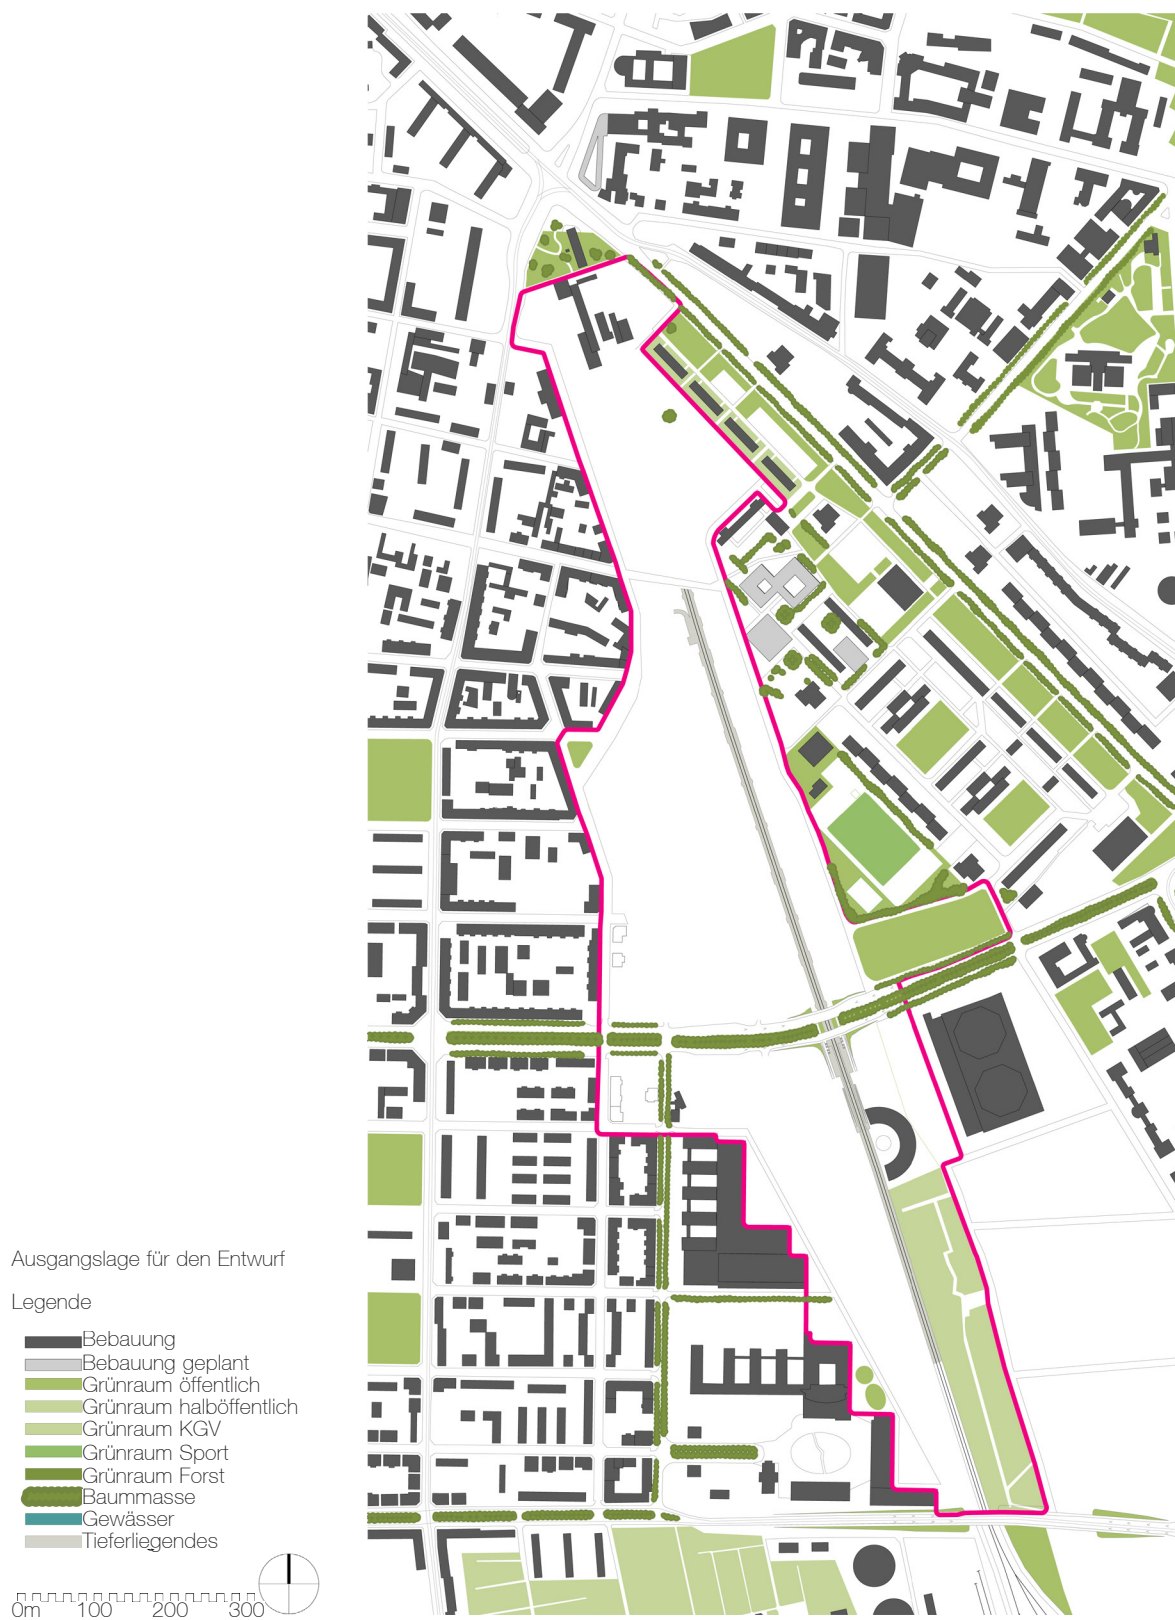 Ausgangslage für den Entwurf
Legende
Bebauung
Bebauung geplant
Grünraum öffentlich
Grünraum halböffentlich
Grünraum KGV
Grünraum Sport
Grünraum Forst
Baummasse
Gewässer
Tieferliegendes
0m 100 200 300